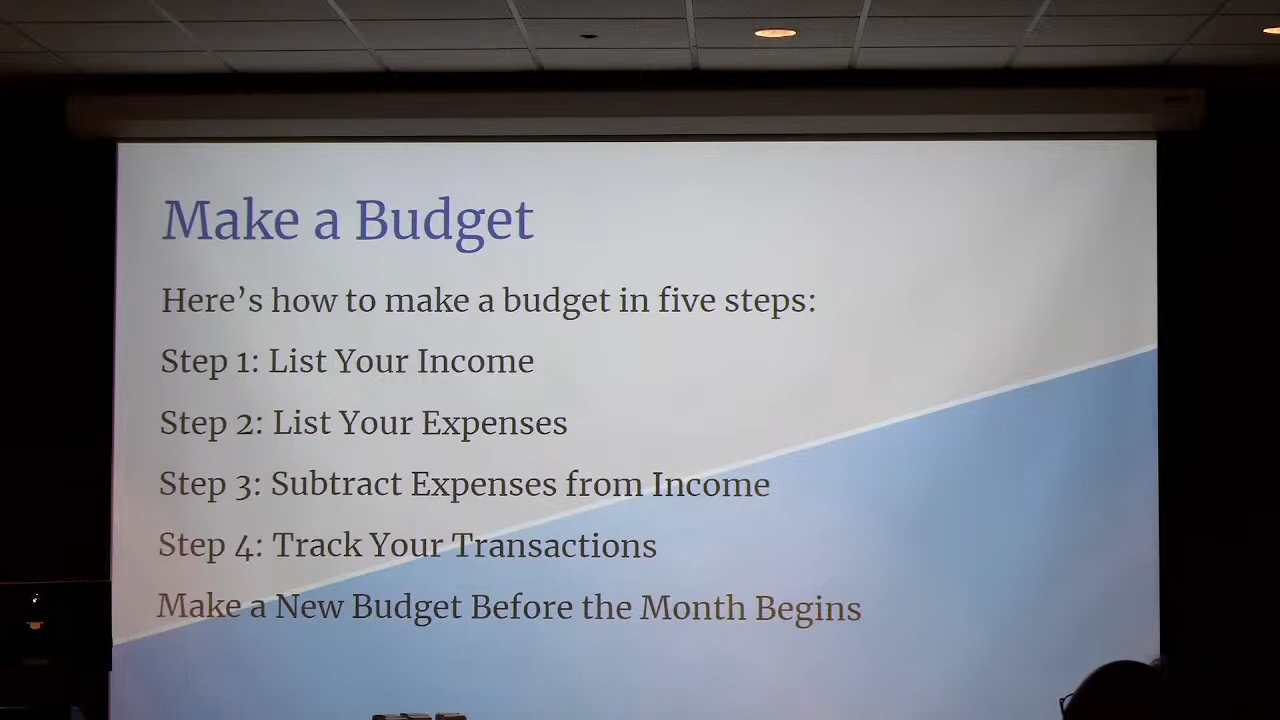 Make a Budget
Here’s how to make a budget in five steps:
Step 1: List Your Income
Step 2: List Your Expenses
Step 3: Subtract Expenses from Income
Step 4: Track Your Transactions
Make a New Budget Before the Month Begins